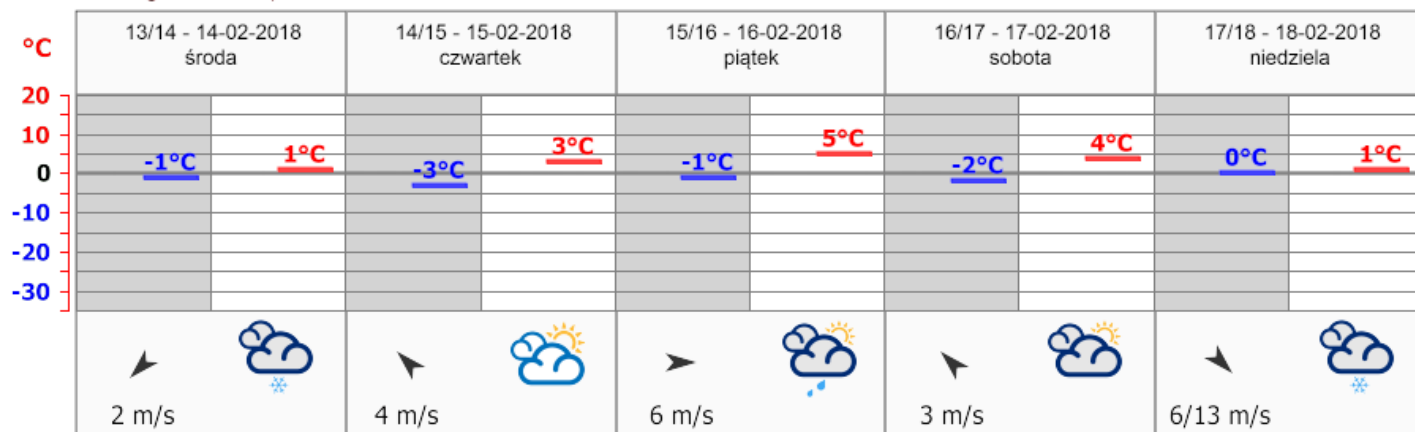 13/14 - 14-02-2018
środa
14/15 - 15-02-2018
czwartek
15/16 - 16-02-2018
piątek
16/17 - 17-02-2018
sobota
17/18 - 18-02-2018
niedziela
°C
20
10
0
-10
-20
-30
-1°C
1°C
-3°C
3°C
-1°C
5°C
-2°C
4°C
0°C
1°C
2 m/s
4 m/s
6 m/s
3 m/s
6/13 m/s